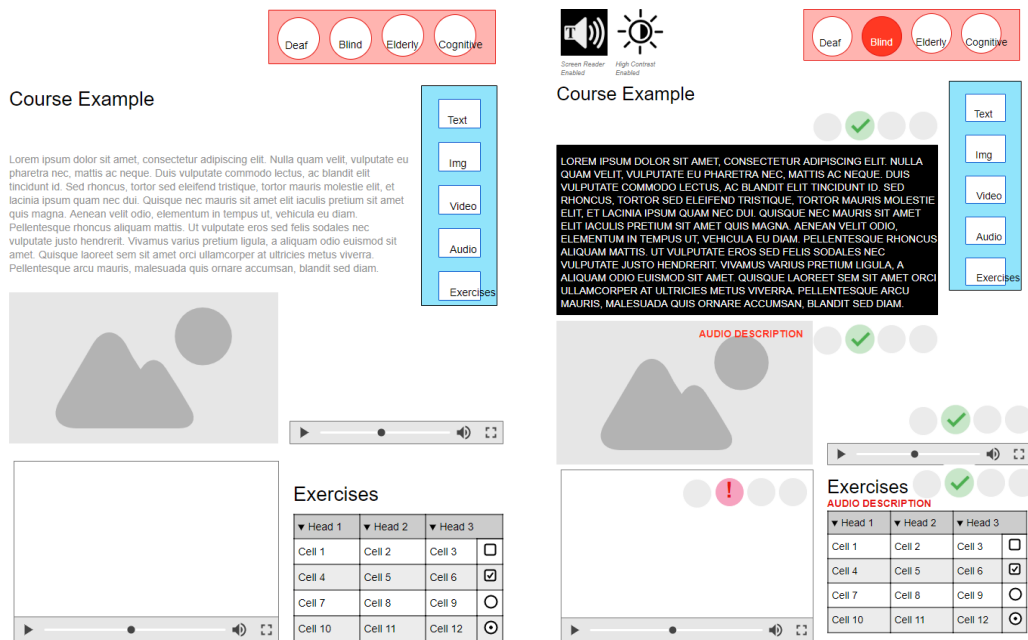 Deaf
Blind
Elderly
Cognitive
Course Example
Text
Img
Video
Audio
Exercises
Lorem ipsum dolor sit amet, consectetur adipiscing elit. Nulla quam velit, vulputate eu
pharetra nec, mattis ac neque. Duis vulputate commodo lectus, ac blandit elit
tincidunt id. Sed rhoncus, tortor sed eleifend tristique, tortor mauris molestie elit, et
lacinia ipsum quam nec dui. Quisque nec mauris sit amet elit iaculis pretium sit amet
quis magna. Aenean velit odio, elementum in tempus ut, vehicula eu diam.
Pellentesque rhoncus aliquam mattis. Ut vulputate eros sed felis sodales nec
vulputate justo hendrerit. Vivamus varius pretium ligula, a aliquam odio euismod sit
amet. Quisque laoreet sem sit amet orci ullamcorper at ultricies metus viverra.
Pellentesque arcu mauris, malesuada quis ornare accumsan, blandit sed diam.
Exercises
Head 1 Head 2 Head 3
Cell 1 Cell 2 Cell 3
Cell 4 Cell 5 Cell 6
Cell 7 Cell 8 Cell 9
Cell 10 Cell 11 Cell 12
T
Screen Reader
Enabled
High Contrast
Enabled
Deaf
Blind
Elderly
Cognitive
Course Example
Text
Img
Video
Audio
Exercises
LOREM IPSUM DOLOR SIT AMET, CONSECTETUR ADIPISCING ELIT. NULLA
QUAM VELIT, VULPUTATE EU PHARETRA NEC, MATTIS AC NEQUE. DUIS
VULPUTATE COMMODO LECTUS, AC BLANDIT ELIT TINCIDUNT ID. SED
RHONCUS, TORTOR SED ELEIFEND TRISTIQUE, TORTOR MAURIS MOLESTIE
ELIT, ET LACINIA IPSUM QUAM NEC DUI. QUISQUE NEC MAURIS SIT AMET
ELIT IACULIS PRETIUM SIT AMET QUIS MAGNA. AENEAN VELIT ODIO,
ELEMENTUM IN TEMPUS UT, VEHICULA EU DIAM. PELLENTESQUE RHONCUS
ALIQUAM MATTIS. UT VULPUTATE EROS SED FELIS SODALES NEC
VULPUTATE JUSTO HENDRERIT. VIVAMUS VARIUS PRETIUM LIGULA, A
ALIQUAM ODIO EUISMOD SIT AMET. QUISQUE LAOREET SEM SIT AMET ORCI
ULLAMCORPER AT ULTRICIES METUS VIVERRA. PELLENTESQUE ARCU
MAURIS, MALESUADA QUIS ORNARE ACCUMSAN, BLANDIT SED DIAM.
AUDIO DESCRIPTION
!
Exercises
AUDIO DESCRIPTION
Head 1 Head 2 Head 3
Cell 1 Cell 2 Cell 3
Cell 4 Cell 5 Cell 6
Cell 7 Cell 8 Cell 9
Cell 10 Cell 11 Cell 12